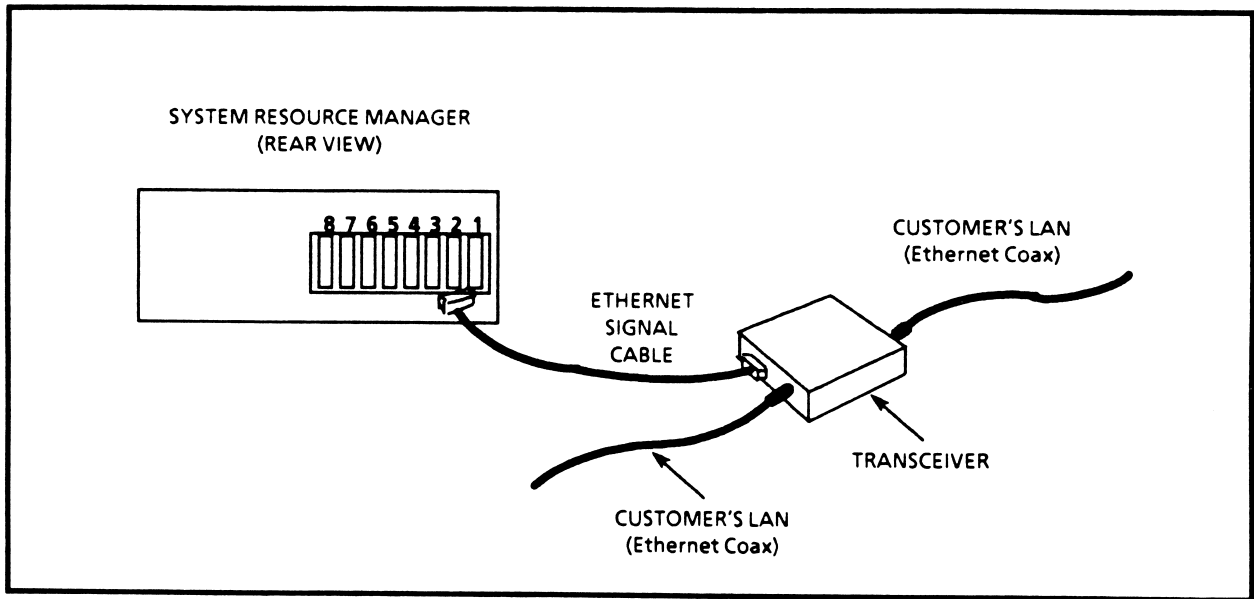 SYSTEM RESOURCE MANAGER
(REAR VIEW)
8 7 6 5 4 3 2 1
CUSTOMER'S LAN
(Ethernet Coax)
ETHERNET
SIGNAL
CABLE
TRANSCEIVER
CUSTOMER'S LAN
(Ethernet Coax)